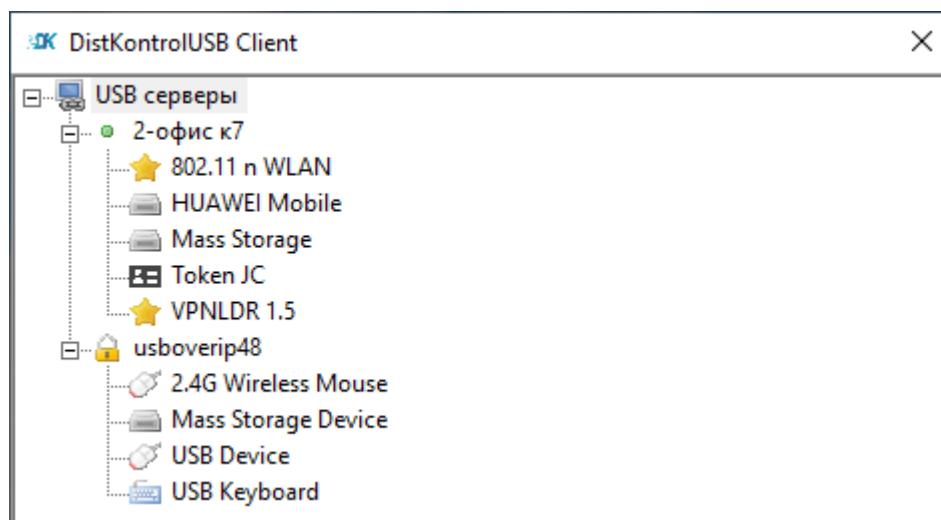 DK DistKontrolUSB Client
USB серверы
2-офис к7
802.11 n WLAN
HUAWEI Mobile
Mass Storage
Token JC
VPNLDR 1.5
usboverip48
2.4G Wireless Mouse
Mass Storage Device
USB Device
USB Keyboard